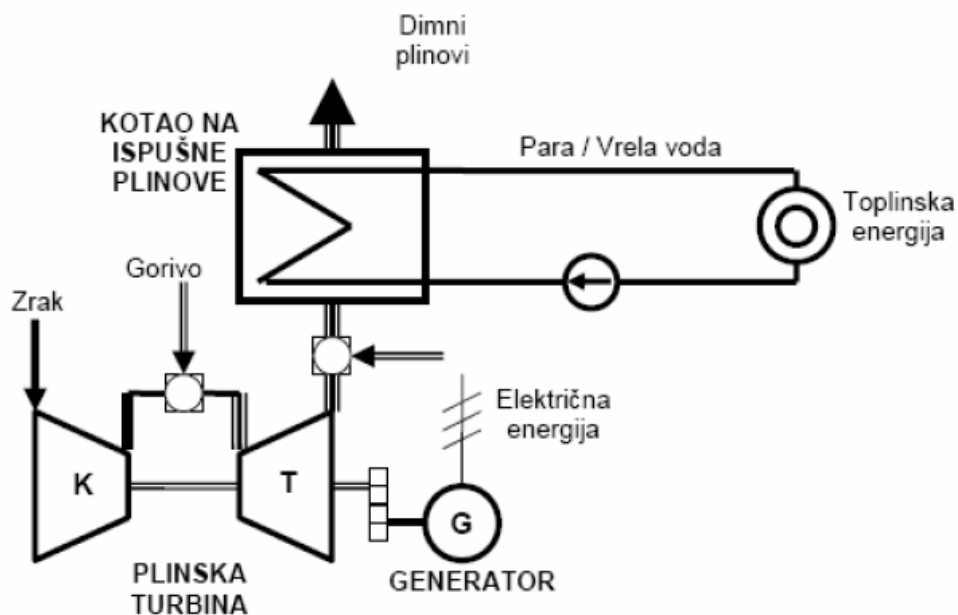 Dimni
plinovi
KOTAO NA
ISPUŠNE
PLINOVE
Para / Vrela voda
Toplinska
energija
Gorivo
Zrak
Električna
energija
K
T
G
PLINSKA
TURBINA
GENERATOR